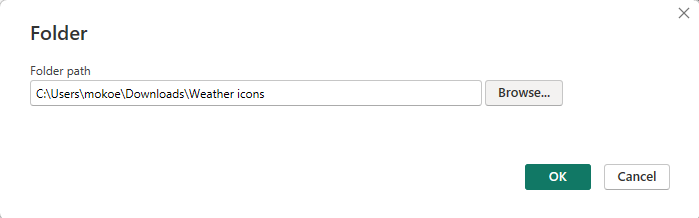 Folder
Folder path
C:\Users\mokoe\Downloads\Weather icons
Browse...
OK
Cancel